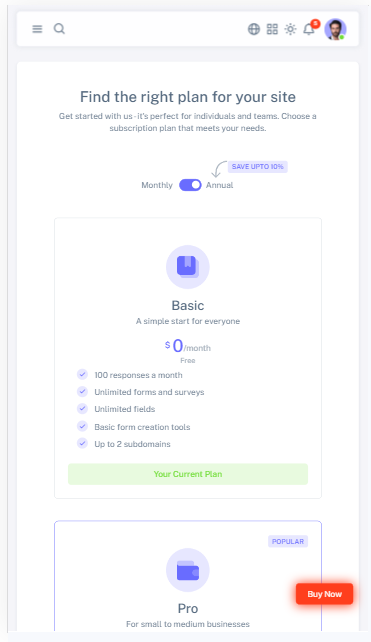 5
Find the right plan for your site
Get started with us - it's perfect for individuals and teams. Choose a
subscription plan that meets your needs.
SAVE UPTO 10%
Monthly Annual
Basic
A simple start for everyone
$ 0 /month
Free
100 responses a month
Unlimited forms and surveys
Unlimited fields
Basic form creation tools
Up to 2 subdomains
Your Current Plan
POPULAR
Buy Now
Pro
For small to medium businesses